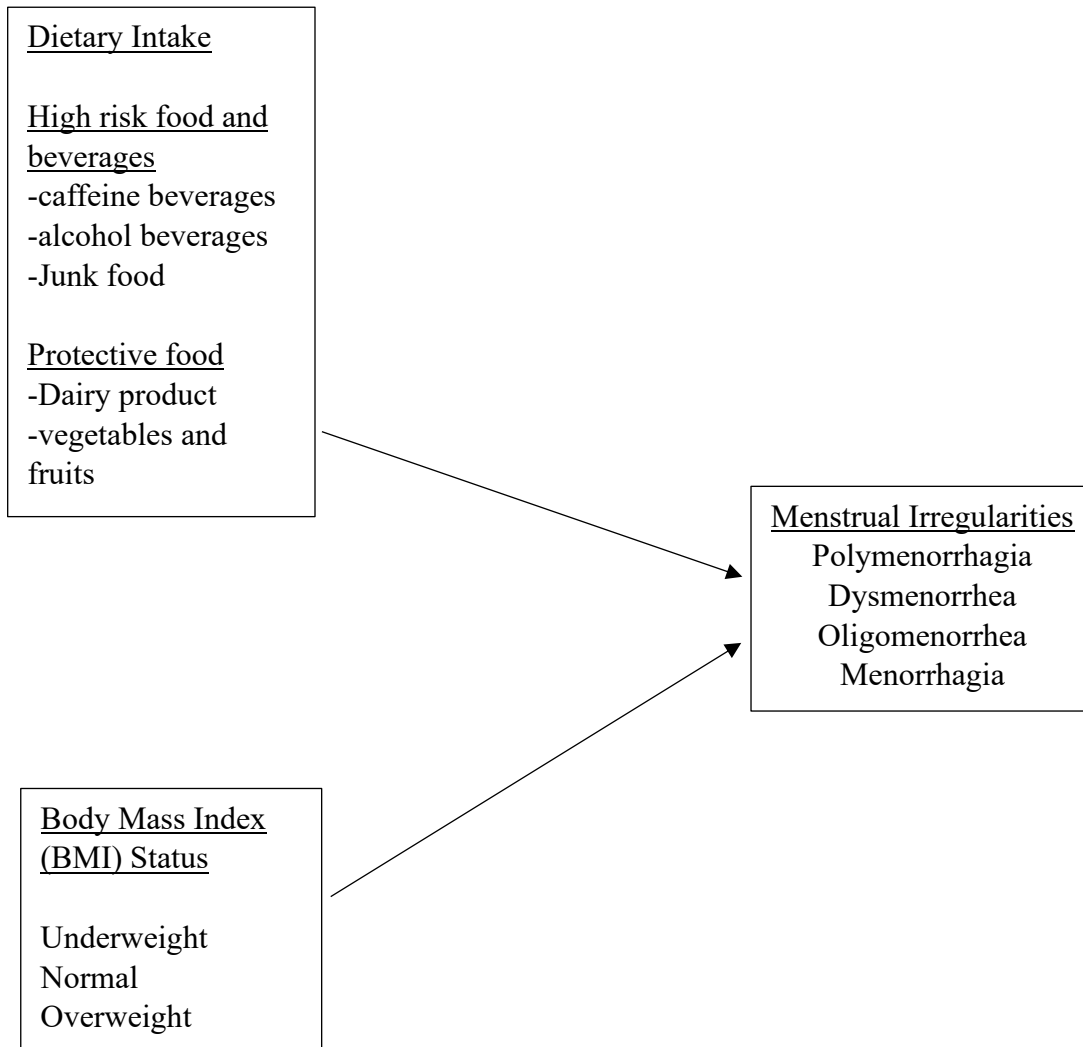 Dietary Intake
High risk food and
beverages
-caffeine beverages
-alcohol beverages
-Junk food
Protective food
-Dairy product
-vegetables and
fruits
Menstrual Irregularities
Polymenorrhagia
Dysmenorrhea
Oligomenorrhea
Menorrhagia
Body Mass Index
(BMI) Status
Underweight
Normal
Overweight